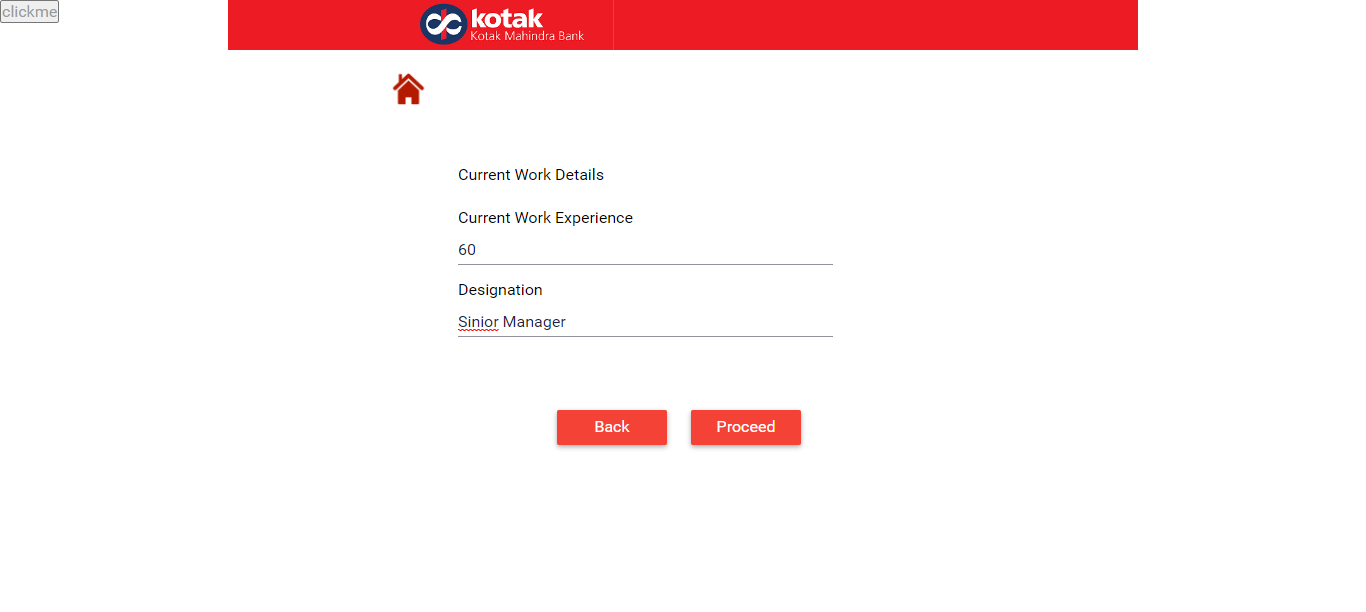 clickme
kotak
Kotak Mahindra Bank
Current Work Details
Current Work Experience
60
Designation
Sinior Manager
Back
Proceed